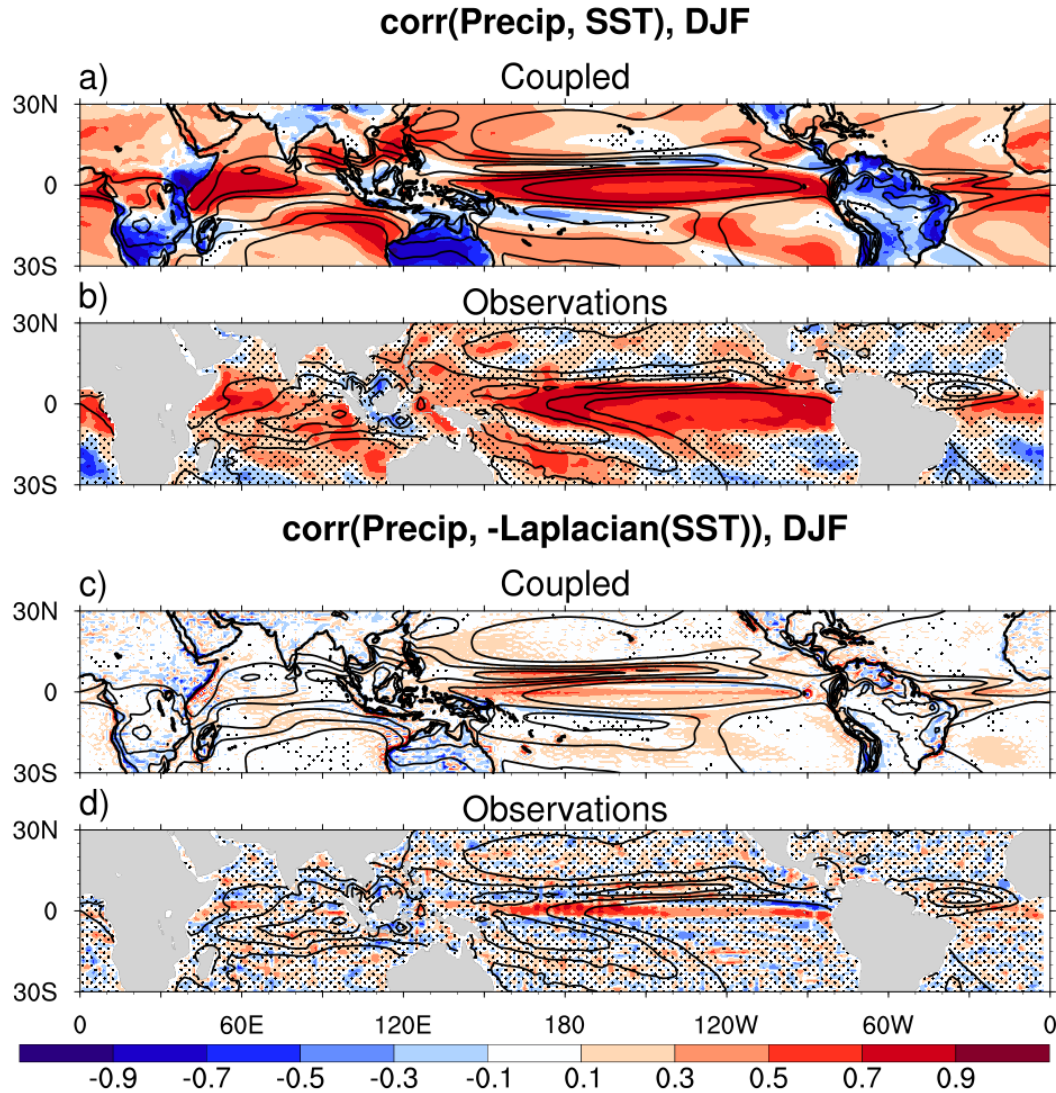 corr(Precip, SST), DJF
a)
Coupled
30N
0
30S
b)
Observations
30N
0
30S
corr(Precip, -Laplacian(SST)), DJF
c)
Coupled
30N
0
30S
d)
Observations
30N
0
30S
0 60E 120E 180 120W 60W 0
-0.9 -0.7 -0.5 -0.3 -0.1 0.1 0.3 0.5 0.7 0.9